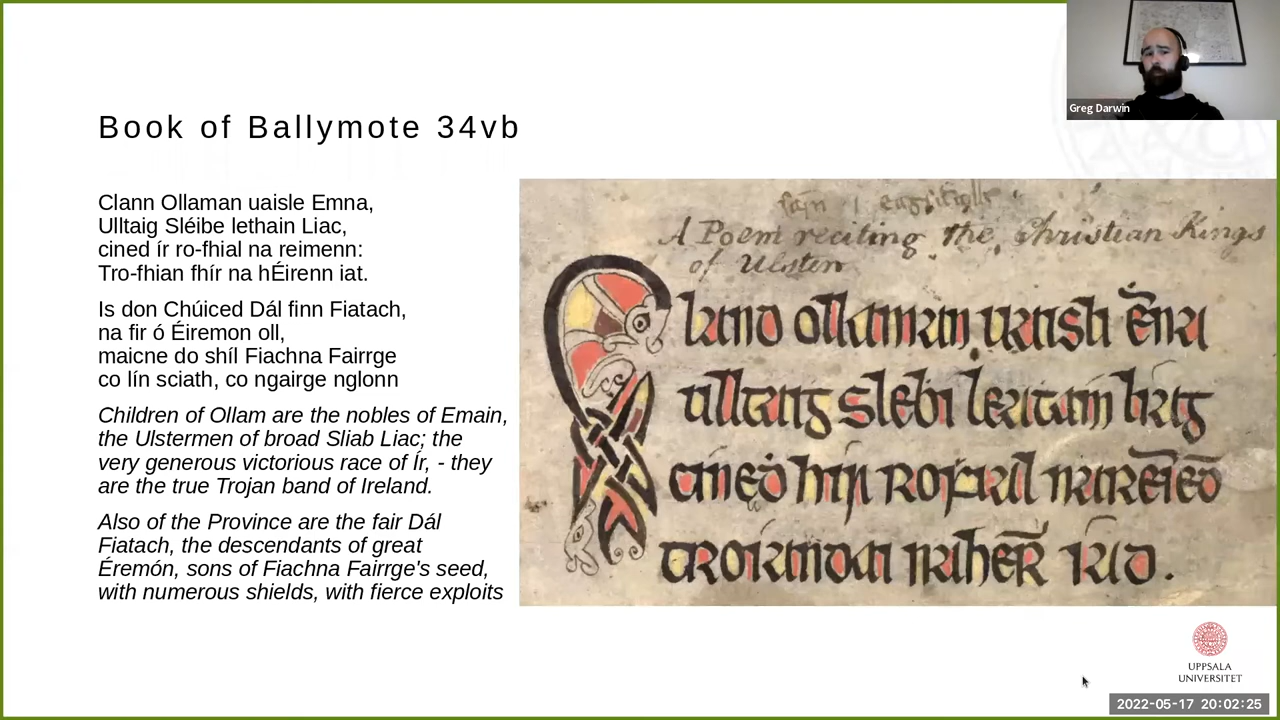 Greg Darwin
Book of Ballymote 34vb
Clann Ollaman uaisle Emna,
Ulltaig Sléibe lethain Liac,
cined ír ro-fhial na reimenn:
Tro-fhian fhír na hÉirenn iat.
Is don Chúiced Dál finn Fiatach,
na fir ó Éiremon oll,
maicne do shíl Fiachna Fairrge
co lín sciath, co ngairge nglonn
Children of Ollam are the nobles of Emain,
the Ulstermen of broad Sliab Liac; the
very generous victorious race of Ír, - they
are the true Trojan band of Ireland.
Also of the Province are the fair Dál
Fiatach, the descendants of great
Éremón, sons of Fiachna Fairrge's seed,
with numerous shields, with fierce exploits
A Poem reciting the Christian Kings
of Ulster
UPPSALA
UNIVERSITET
2022-05-17 20:02:25